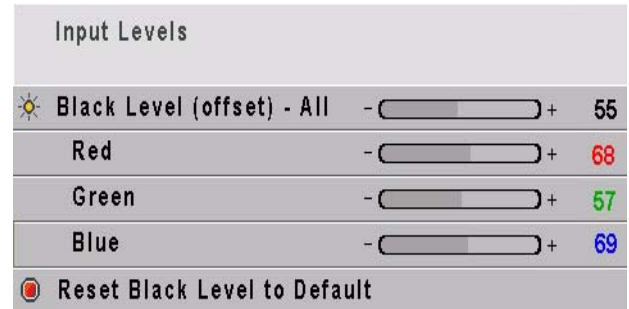 Input Levels
Black Level (offset) - All - + 55
Red - + 68
Green - + 57
Blue - + 69
Reset Black Level to Default